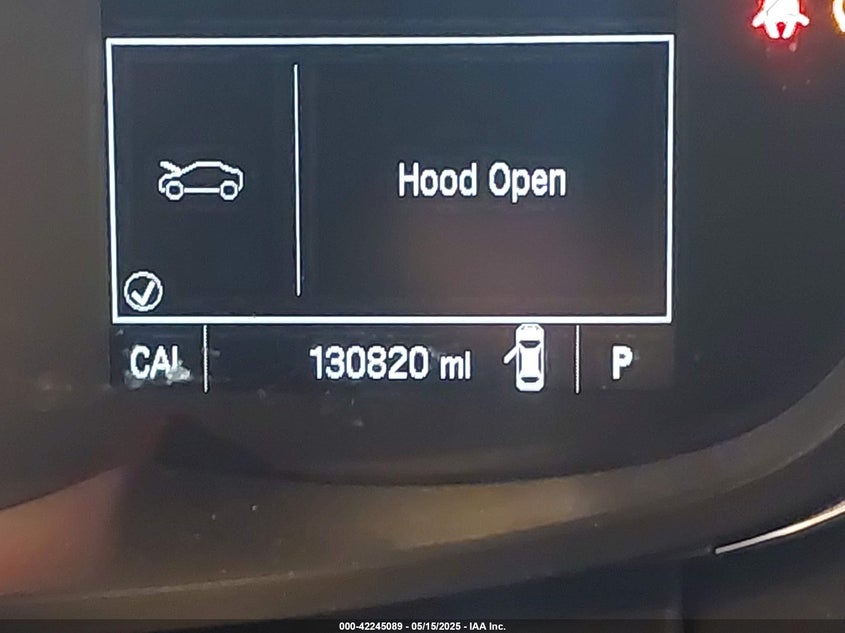 Hood Open
CAL
130820 mi
P
000-42245089 - 05/15/2025 - IAA Inc.